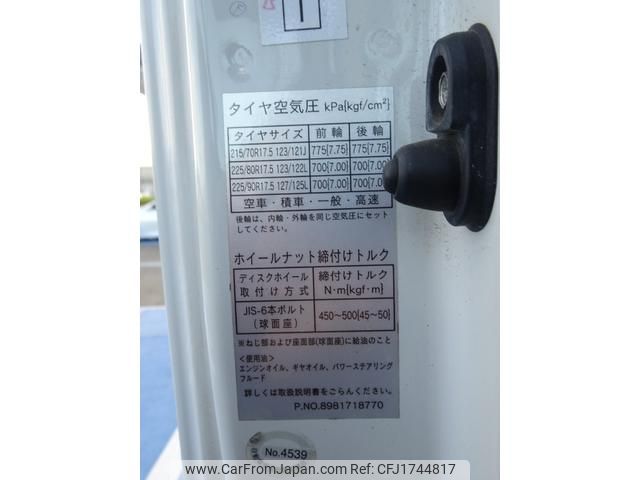 1
タイヤ空気圧 kPa{kgf/cm²}
タイヤサイズ 前輪 後輪
215/70R17.5 123/121J 775{7.75} 775{7.75}
225/80R17.5 123/122L 700{7.00} 700{7.00
225/90R17.5 127/125L 700{7.00} 700{7.0
空車・積車・一般・高速
後輪は、内輪・外輪を同じ空気圧にセット
してください。
ホイールナット締付けトルク
ディスクホイール 締付けトルク
取付け方式 N·m{kgf·m}
JIS-6本ボルト 450~500{45~50}
(球面座)
※ねじ部および座面部(球面座)に給油のこと
<使用油>
エンジンオイル、ギヤオイル、パワーステアリング
フルード
詳しくは取扱説明書をごらんください。
P.NO.8981718770
No.4539
Car From Japan - carfromjapan.com - ID: CFJ1744817